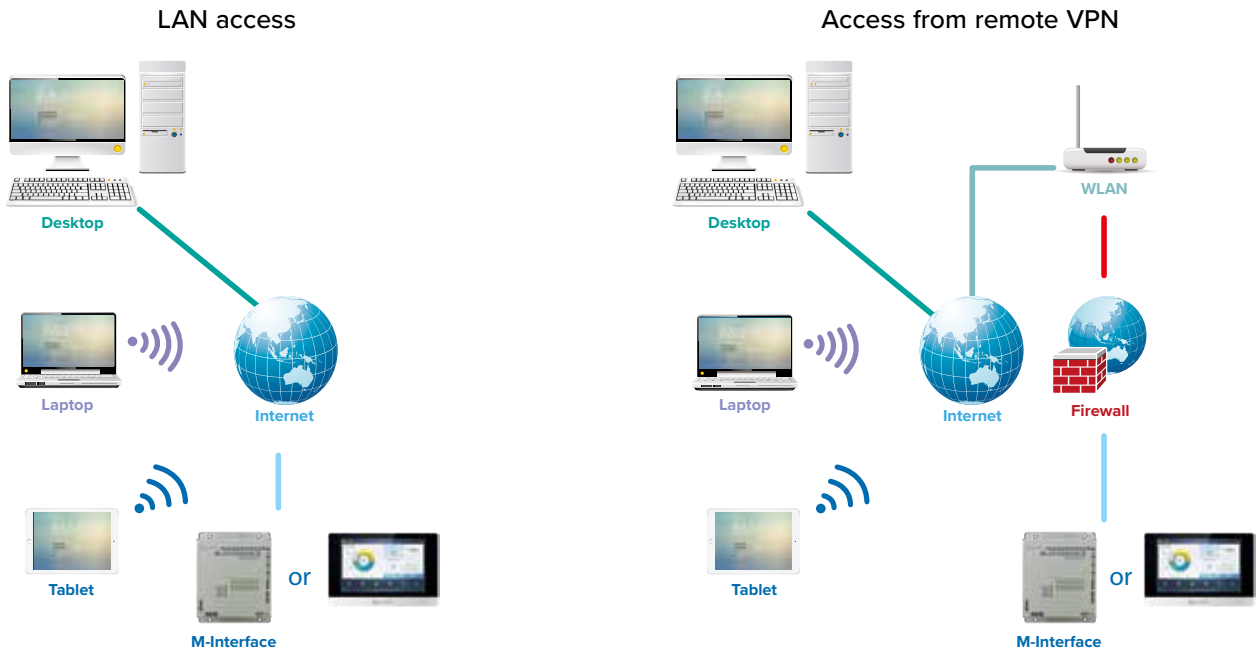 LAN access
Desktop
Laptop
Internet
Tablet
or
M-Interface
Access from remote VPN
WLAN
Desktop
Laptop
Internet
Firewall
Tablet
or
M-Interface